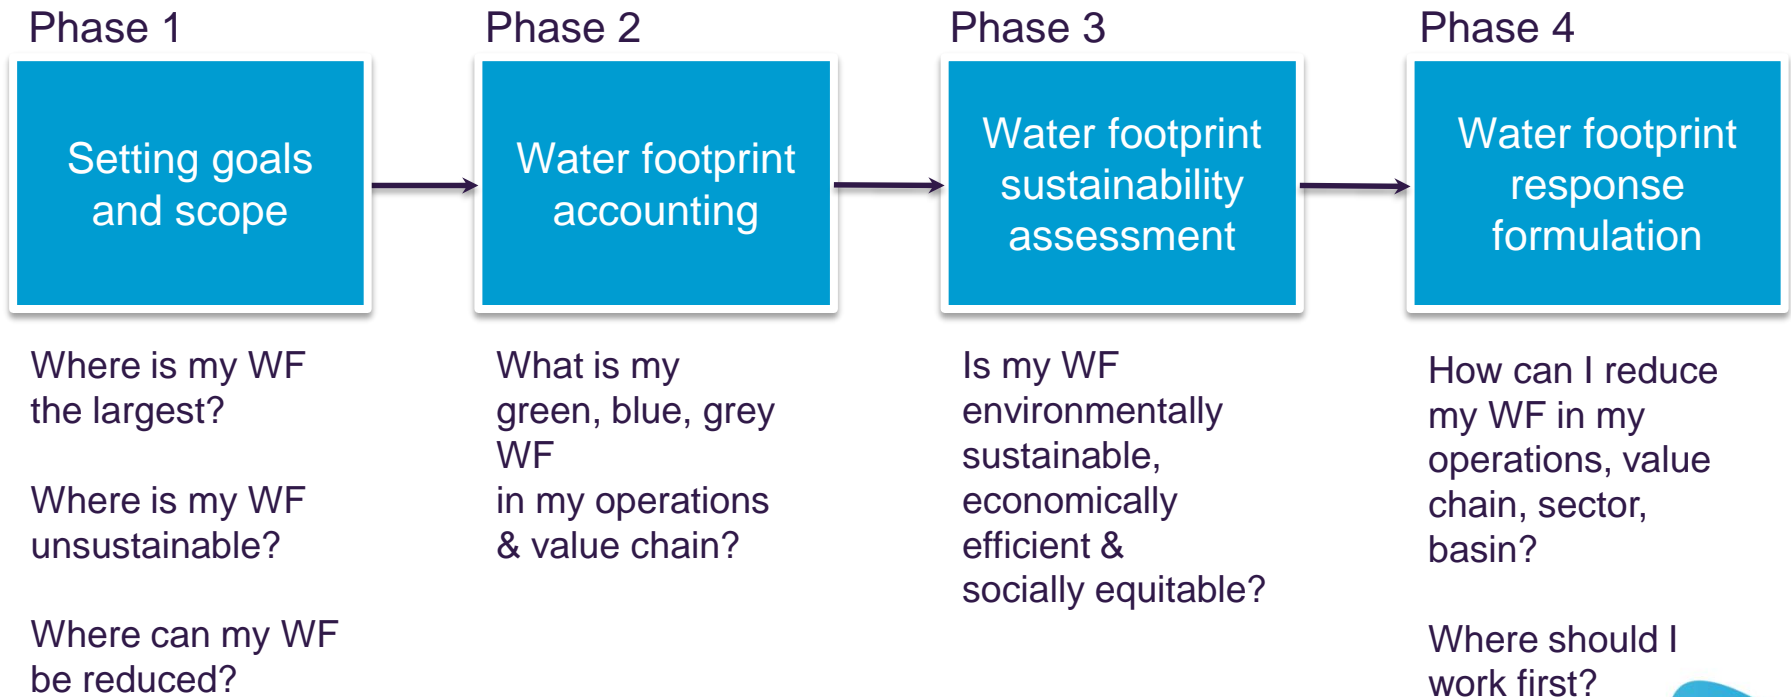 Phase 1
Setting goals
and scope
Where is my WF
the largest?
Where is my WF
unsustainable?
Where can my WF
be reduced?
Phase 2
Water footprint
accounting
What is my
green, blue, grey
WF
in my operations
& value chain?
Phase 3
Water footprint
sustainability
assessment
Is my WF
environmentally
sustainable,
economically
efficient &
socially equitable?
Phase 4
Water footprint
response
formulation
How can I reduce
my WF in my
operations, value
chain, sector,
basin?
Where should I
work first?